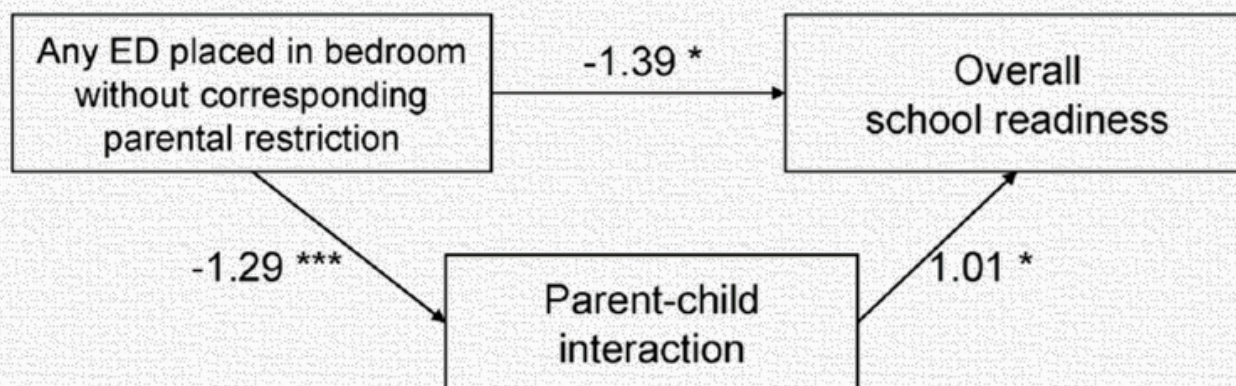 Any ED placed in bedroom
without corresponding
parental restriction
-1.39 *
Overall
school readiness
-1.29 ***
Parent-child
interaction
1.01 *